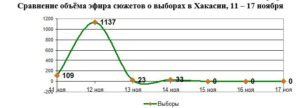 Сравнение объёма эфира сюжетов о выборах в Хакасии, 11 – 17 ноября
1200
1000
800
600
400
200
0
-200
1137
109
23
33
0
0
0
11 ноя
12 ноя
13 ноя
14 ноя
15 ноя
16 ноя
17 ноя
Выборы